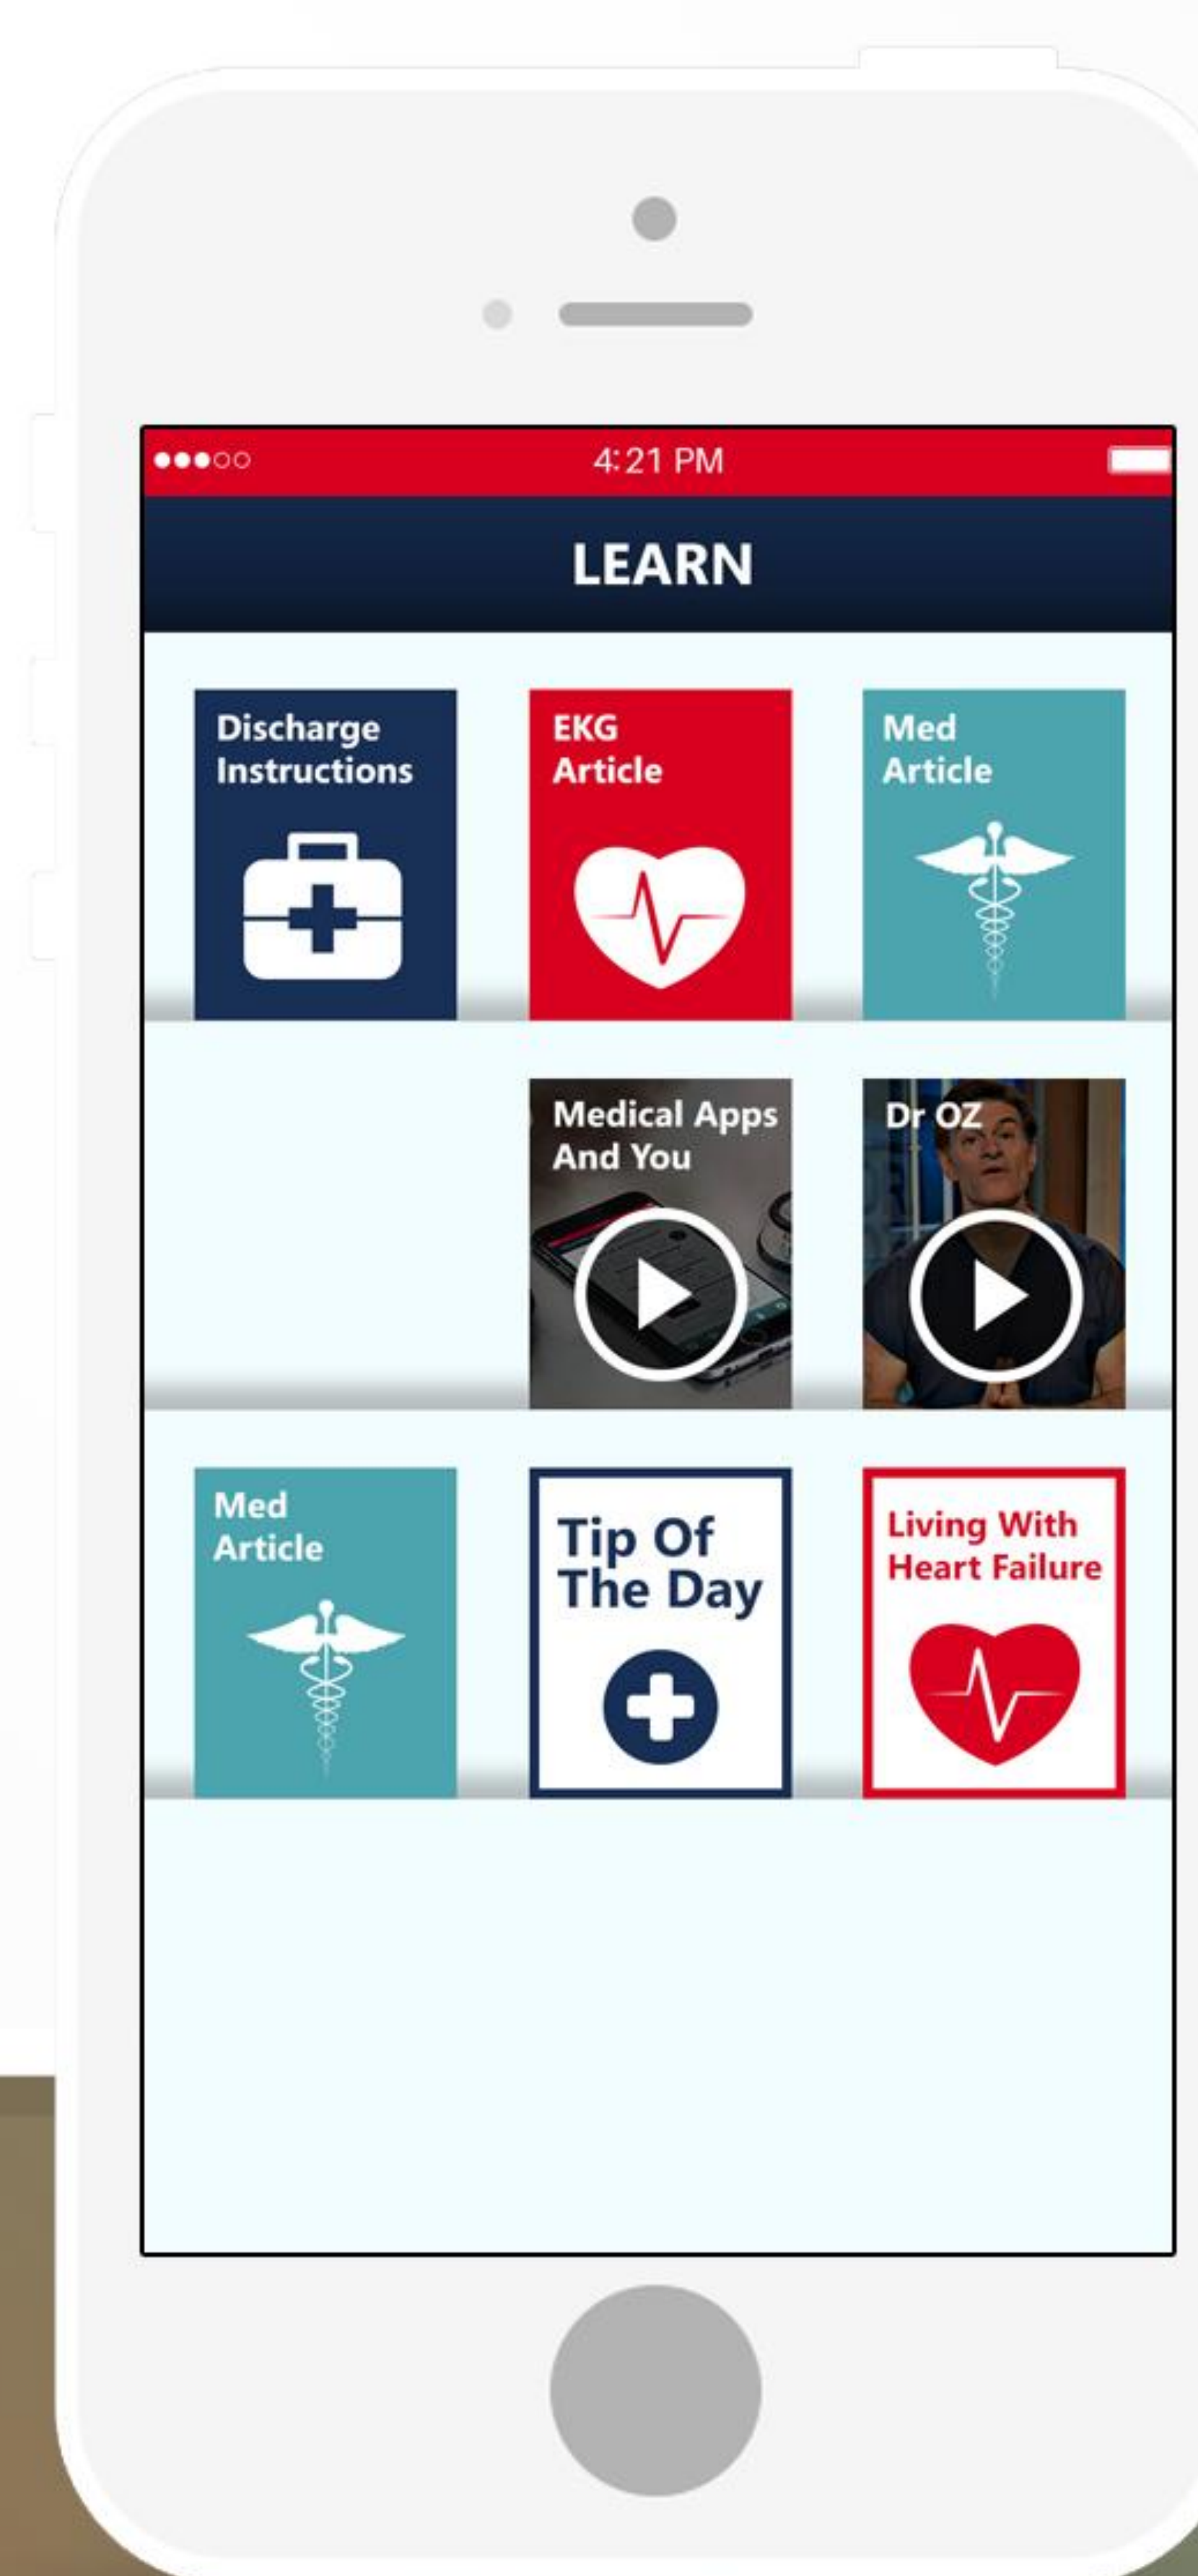 4:21 PM
LEARN
Discharge
Instructions
EKG
Article
Med
Article
Medical Apps
And You
Dr OZ
Med
Article
Tip Of
The Day
Living With
Heart Failure